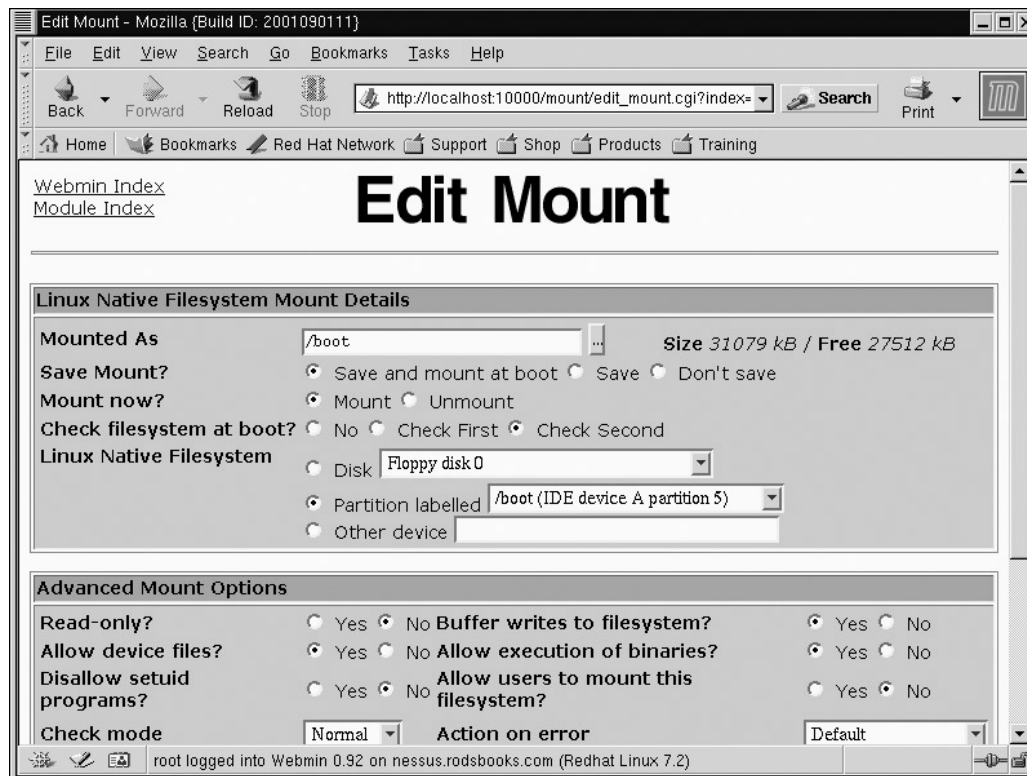 Edit Mount - Mozilla {Build ID: 2001090111}
File Edit View Search Go Bookmarks Tasks Help
Back Forward Reload Stop http://localhost:10000/mount/edit_mount.cgi?index= Search Print
Home Bookmarks Red Hat Network Support Shop Products Training
Webmin Index
Module Index
Edit Mount
Linux Native Filesystem Mount Details
Mounted As /boot ... Size 31079 kB / Free 27512 kB
Save Mount? Save and mount at boot Save Don't save
Mount now? Mount Unmount
Check filesystem at boot? No Check First Check Second
Linux Native Filesystem Disk Floppy disk 0
Partition labelled /boot (IDE device A partition 5)
Other device
Advanced Mount Options
Read-only? Yes No Buffer writes to filesystem? Yes No
Allow device files? Yes No Allow execution of binaries? Yes No
Disallow setuid programs? Yes No Allow users to mount this filesystem? Yes No
Check mode Normal Action on error Default
root logged into Webmin 0.92 on nessus.rodsbooks.com (Redhat Linux 7.2)